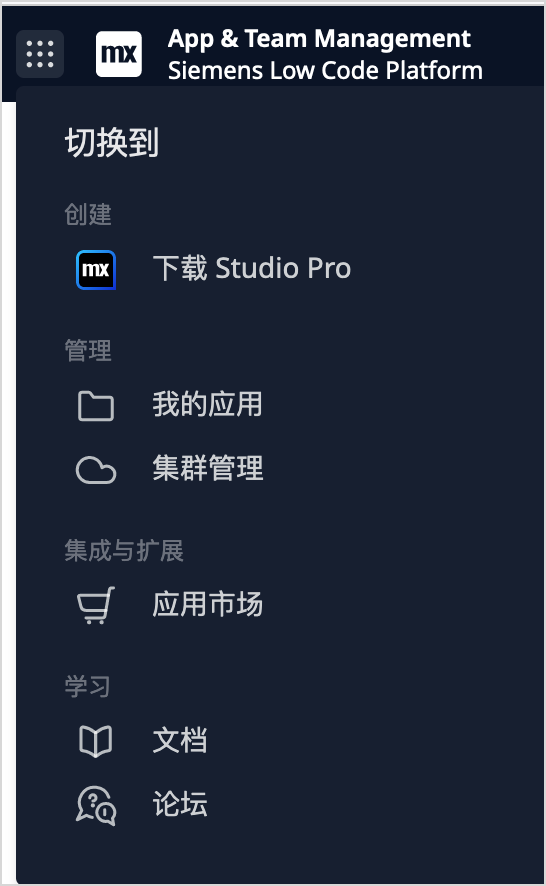 mx
App & Team Management
Siemens Low Code Platform
切换到
创建
mx
下载 Studio Pro
管理
我的应用
集群管理
集成与扩展
应用市场
学习
文档
论坛